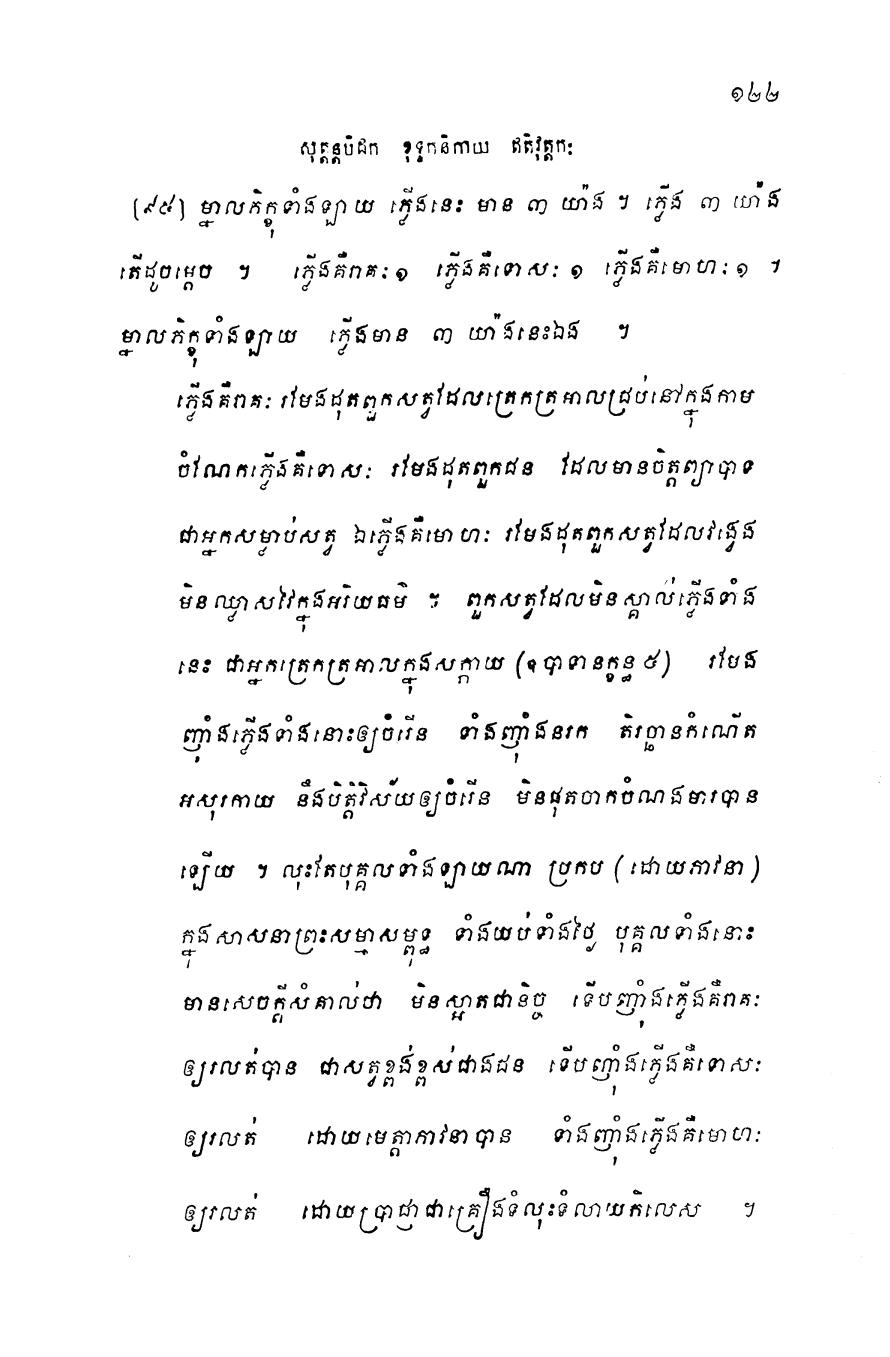 ១២២
សុត្តន្តបិដក ខុទ្ទកនិកាយ ឥតិវុត្តកៈ
[៩៥] ម្នាលភិក្ខុទាំងឡាយ ភ្លើងនេះ មាន ៣ យ៉ាង ។ ភ្លើង ៣ យ៉ាង
តើដូចម្តេច ។ ភ្លើងគឺរាគៈ ១ ភ្លើងគឺទោសៈ ១ ភ្លើងគឺមោហៈ ១ ។
ម្នាលភិក្ខុទាំងឡាយ ភ្លើងមាន ៣ យ៉ាងនេះឯង ។
ភ្លើងគឺរាគៈ រមែងដុតពួកសត្វដែលត្រេកត្រអាលជ្រប់នៅក្នុងកាម
ចំណែកភ្លើងគឺទោសៈ រមែងដុតពួកជន ដែលមានចិត្តព្យាបាទ
ជាអ្នកសម្លាប់សត្វ ឯភ្លើងគឺមោហៈ រមែងដុតពួកសត្វដែលវង្វេង
មិនឈ្លាសវៃក្នុងអរិយធម៌ ។ ពួកសត្វដែលមិនស្គាល់ភ្លើងទាំង
នេះ ជាអ្នកត្រេកត្រអាលក្នុងសក្កាយ (ឧបាទានក្ខន្ធ ៥) រមែង
ញ៉ាំងភ្លើងទាំងនោះឲ្យចំរើន ទាំងញ៉ាំងនរក តិរច្ឆានកំណើត
អសុរកាយ នឹងបិត្តិវិស័យឲ្យចំរើន មិនផុតចាកចំណងមារបាន
ឡើយ ។ លុះតែបុគ្គលទាំងឡាយណា ប្រកប (ដោយភាវនា)
ក្នុងសាសនាព្រះសម្មាសម្ពុទ្ធ ទាំងយប់ទាំងថ្ងៃ បុគ្គលទាំងនោះ
មានសេចក្តីសំគាល់ថា មិនស្អាតជានិច្ច ទើបញ៉ាំងភ្លើងគឺរាគៈ
ឲ្យរលត់បាន ជាសត្វខ្ពង់ខ្ពស់ជាងជន ទើបញ៉ាំងភ្លើងគឺទោសៈ
ឲ្យរលត់ ដោយមេត្តាភាវនាបាន ទាំងញ៉ាំងភ្លើងគឺមោហៈ
ឲ្យរលត់ ដោយប្រាជ្ញាជាគ្រឿងទំលុះទំលាយកិលេស ។